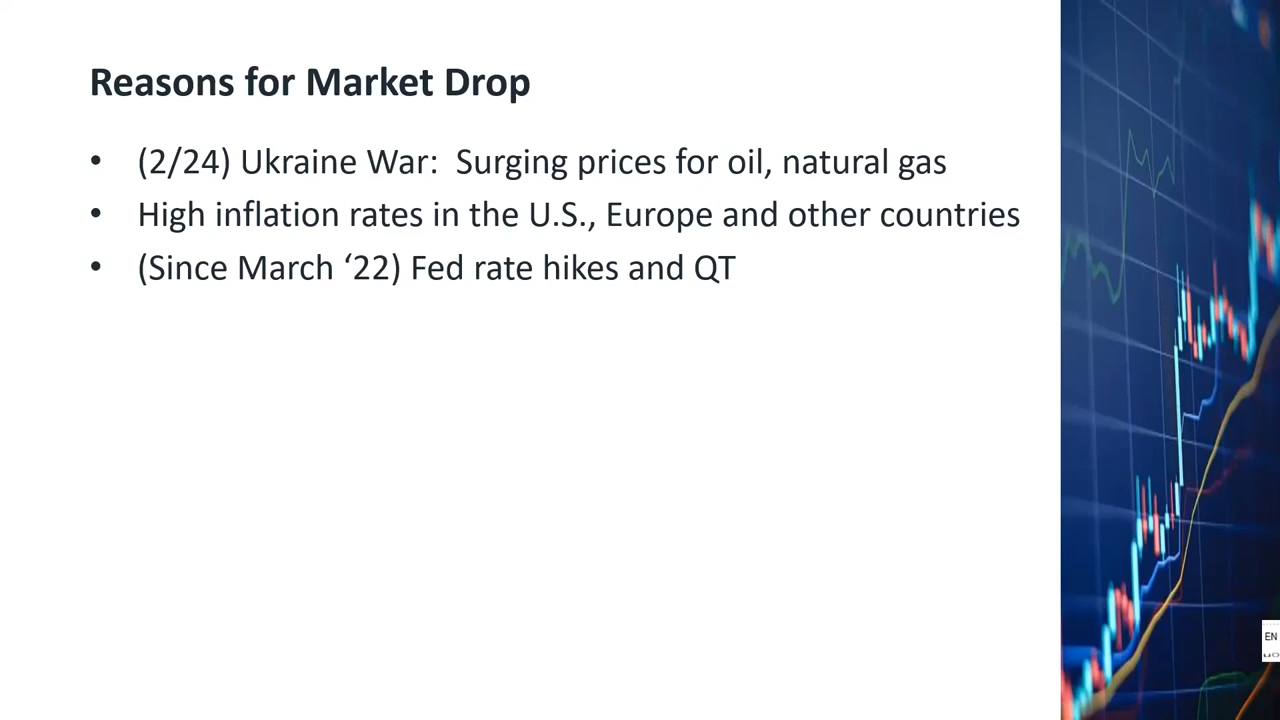 Reasons for Market Drop
• (2/24) Ukraine War:  Surging prices for oil, natural gas
• High inflation rates in the U.S., Europe and other countries
• (Since March ‘22) Fed rate hikes and QT
EN